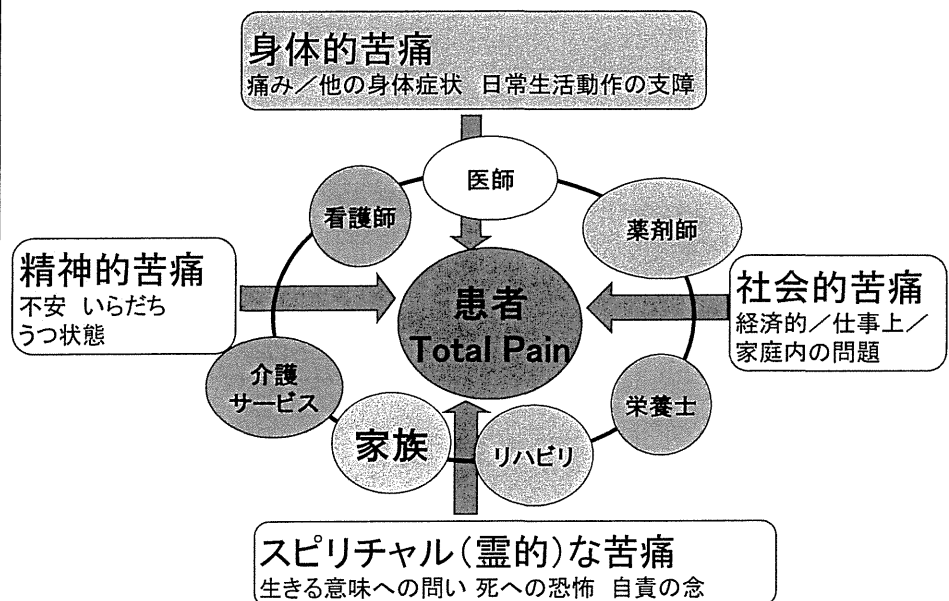 身体的苦痛
痛み／他の身体症状　日常生活動作の支障
医師
看護師
薬剤師
精神的苦痛
不安　いらだち
うつ状態
患者
Total Pain
社会的苦痛
経済的／仕事上／
家庭内の問題
介護
サービス
栄養士
家族
リハビリ
スピリチャル（霊的）な苦痛
生きる意味への問い 死への恐怖　自責の念